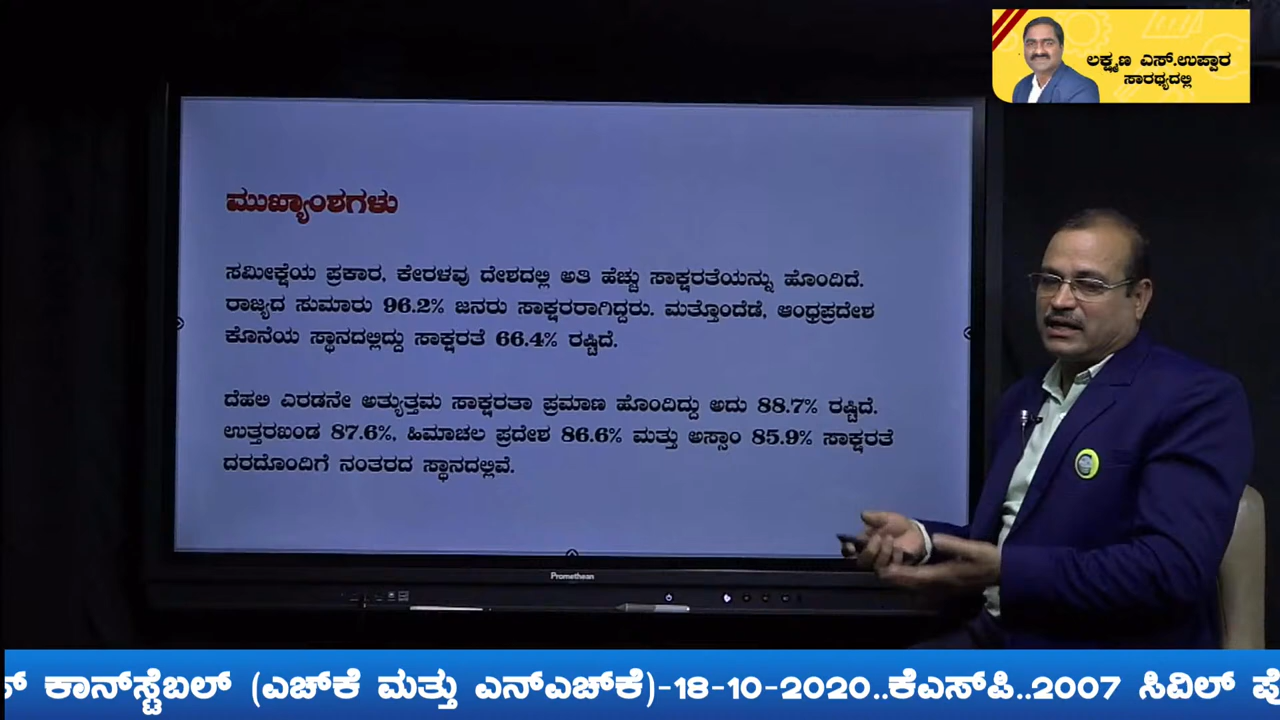 ಲಕ್ಷ್ಮಣ ಎಸ್.ಉಪ್ಪಾರ
ಸಾರಥ್ಯದಲ್ಲಿ
ಮುಖ್ಯಾಂಶಗಳು
ಸಮೀಕ್ಷೆಯ ಪ್ರಕಾರ, ಕೇರಳವು ದೇಶದಲ್ಲಿ ಅತಿ ಹೆಚ್ಚು ಸಾಕ್ಷರತೆಯನ್ನು ಹೊಂದಿದೆ.
ರಾಜ್ಯದ ಸುಮಾರು 96.2% ಜನರು ಸಾಕ್ಷರರಾಗಿದ್ದರು. ಮತ್ತೊಂದೆಡೆ, ಆಂಧ್ರಪ್ರದೇಶ
ಕೊನೆಯ ಸ್ಥಾನದಲ್ಲಿದ್ದು ಸಾಕ್ಷರತೆ 66.4% ರಷ್ಟಿದೆ.
ದೆಹಲಿ ಎರಡನೇ ಅತ್ಯುತ್ತಮ ಸಾಕ್ಷರತಾ ಪ್ರಮಾಣ ಹೊಂದಿದ್ದು ಅದು 88.7% ರಷ್ಟಿದೆ.
ಉತ್ತರಖಂಡ 87.6%, ಹಿಮಾಚಲ ಪ್ರದೇಶ 86.6% ಮತ್ತು ಅಸ್ಸಾಂ 85.9% ಸಾಕ್ಷರತೆ
ದರದೊಂದಿಗೆ ನಂತರದ ಸ್ಥಾನದಲ್ಲಿವೆ.
Promethean
ಕಾನ್‌ಸ್ಟೆಬಲ್ (ಎಚ್‌ಕೆ ಮತ್ತು ಎನ್‌ಎಚ್‌ಕೆ)-18-10-2020..ಕೆಎಸ್‌ಪಿ..2007 ಸಿವಿಲ್